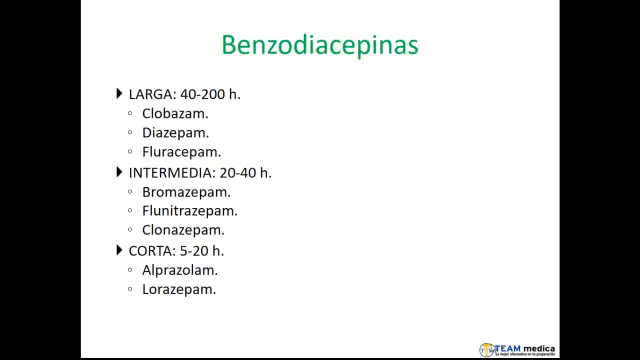 Benzodiacepinas
LARGA: 40-200 h.
Clobazam.
Diazepam.
Fluracepam.
INTERMEDIA: 20-40 h.
Bromazepam.
Flunitrazepam.
Clonazepam.
CORTA: 5-20 h.
Alprazolam.
Lorazepam.
TEAM medica
La mejor alternativa en tu preparación